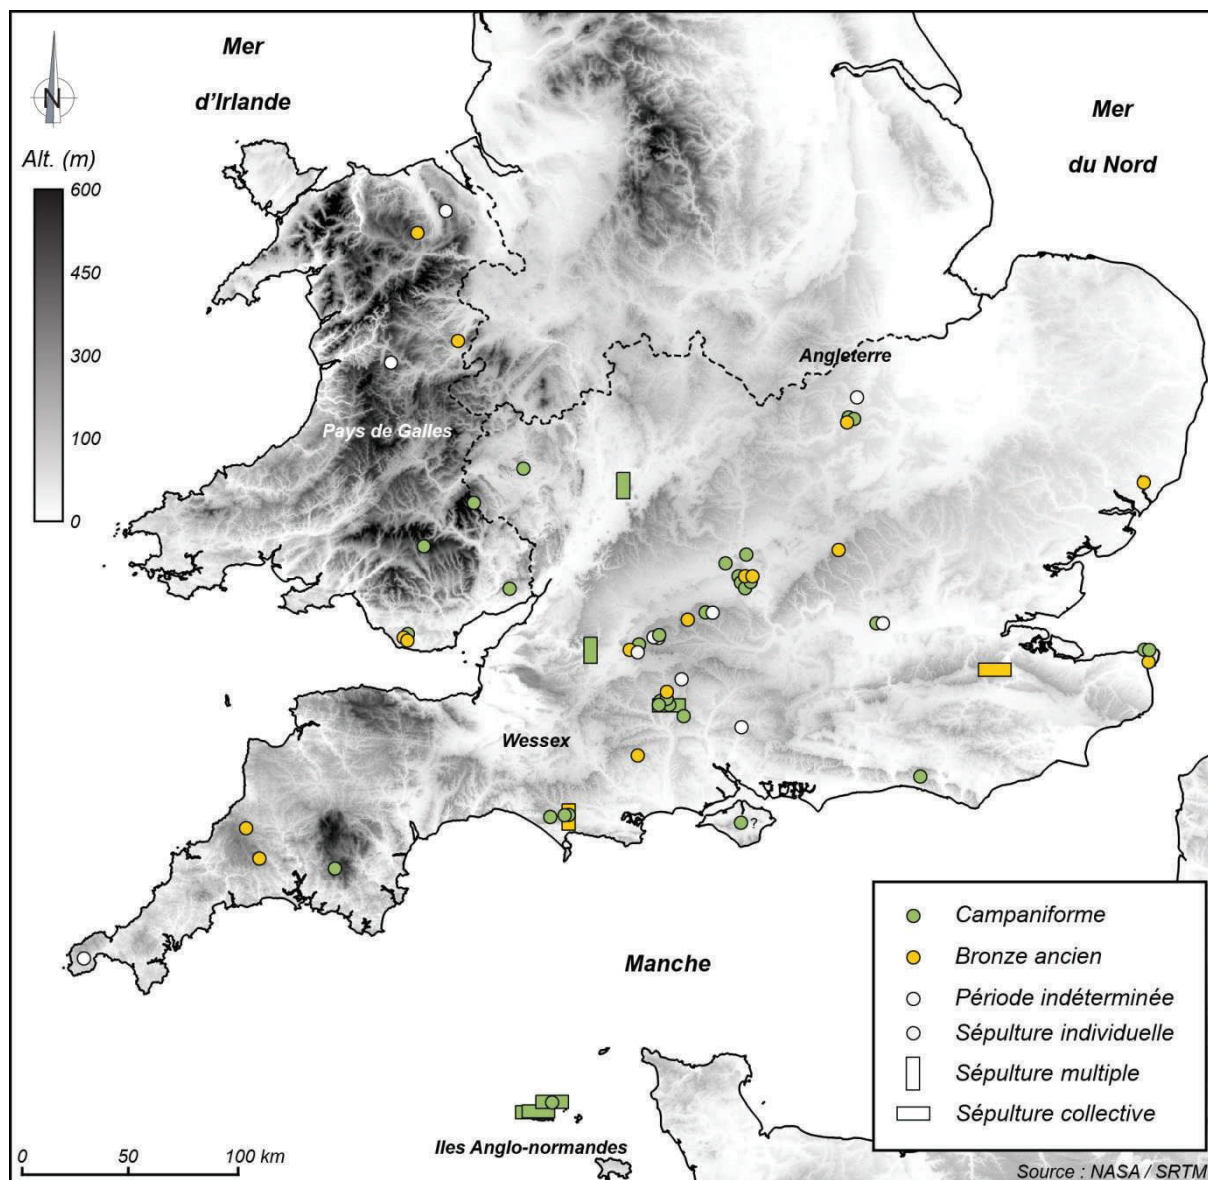 Mer
d'Irlande
Mer
du Nord
N
Alt. (m)
600
450
300
100
0
Angleterre
Pays de Galles
Wessex
?
Manche
Iles Anglo-normandes
Campaniforme
Bronze ancien
Période indéterminée
Sépulture individuelle
Sépulture multiple
Sépulture collective
0 50 100 km
Source : NASA / SRTM